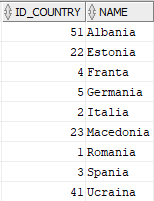 ID_COUNTRY NAME
51 Albania
22 Estonia
4 Franta
5 Germania
2 Italia
23 Macedonia
1 Romania
3 Spania
41 Ucraina